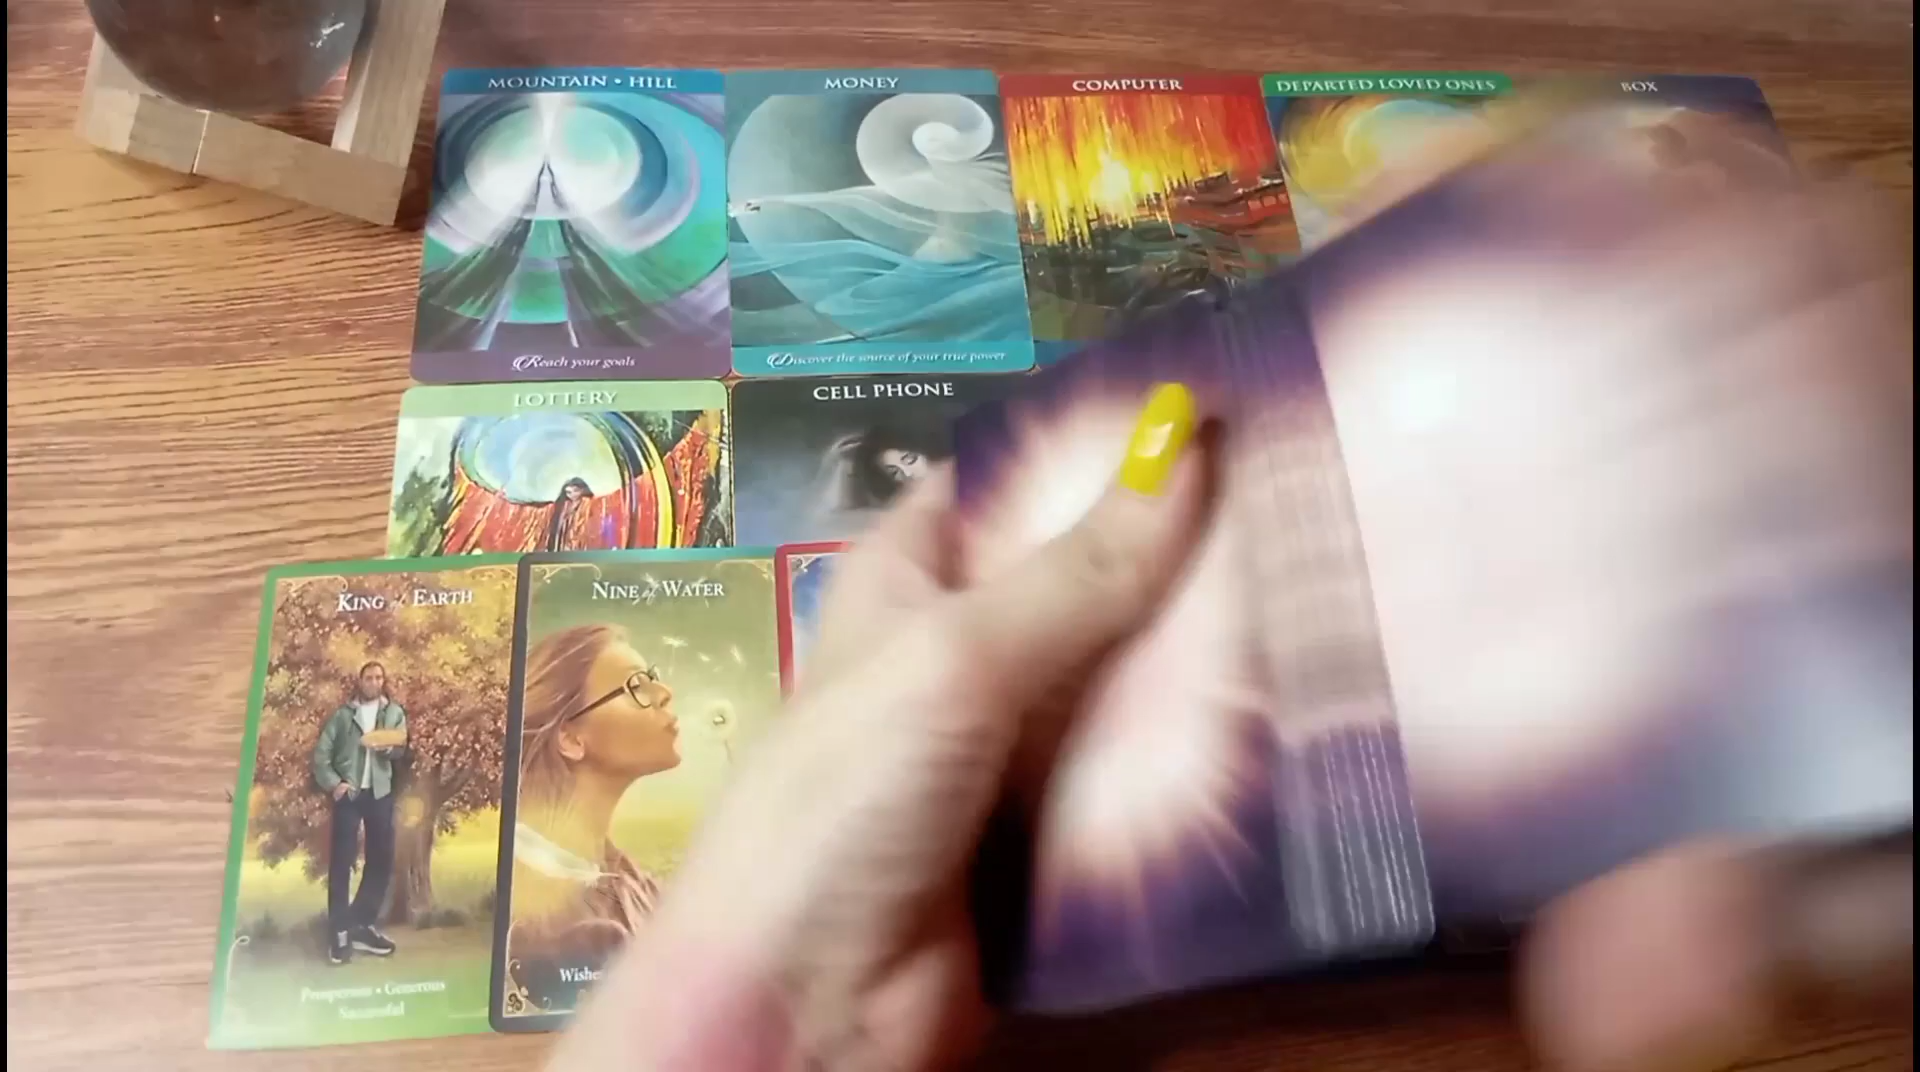 MOUNTAIN • HILL
MONEY
COMPUTER
DEPARTED LOVED ONES
BOX
Reach your goals
Discover the source of your true power
LOTTERY
CELL PHONE
KING of EARTH
NINE of WATER
Prosperous • Generous
Successful